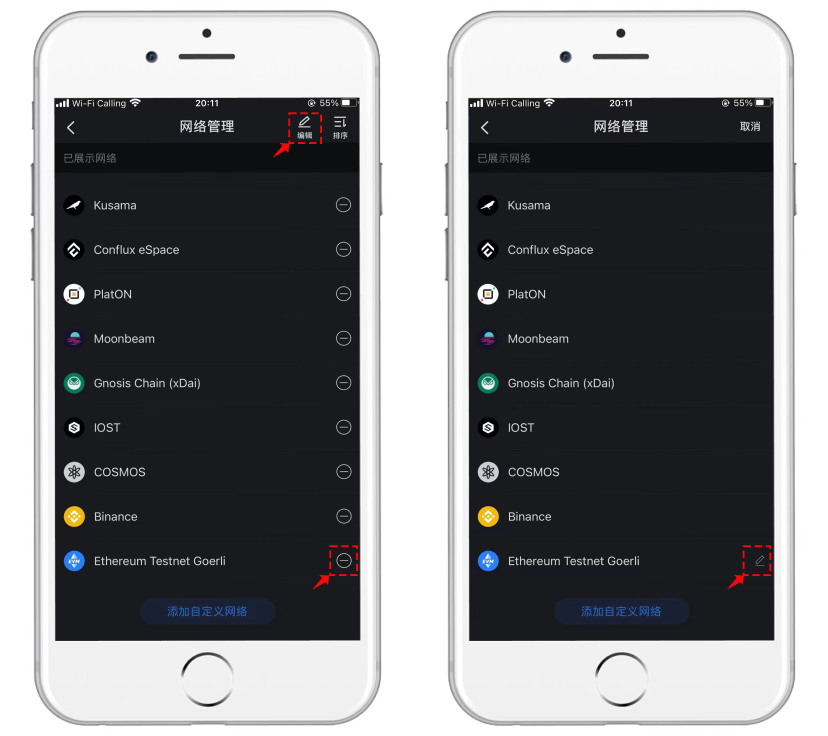 Wi-Fi Calling 20:11 55%
网络管理
编辑 排序
已展示网络
Kusama
Conflux eSpace
PlatON
Moonbeam
Gnosis Chain (xDai)
IOST
COSMOS
Binance
EVM Ethereum Testnet Goerli
添加自定义网络
Wi-Fi Calling 20:11 55%
网络管理 取消
已展示网络
Kusama
Conflux eSpace
PlatON
Moonbeam
Gnosis Chain (xDai)
IOST
COSMOS
Binance
EVM Ethereum Testnet Goerli
添加自定义网络